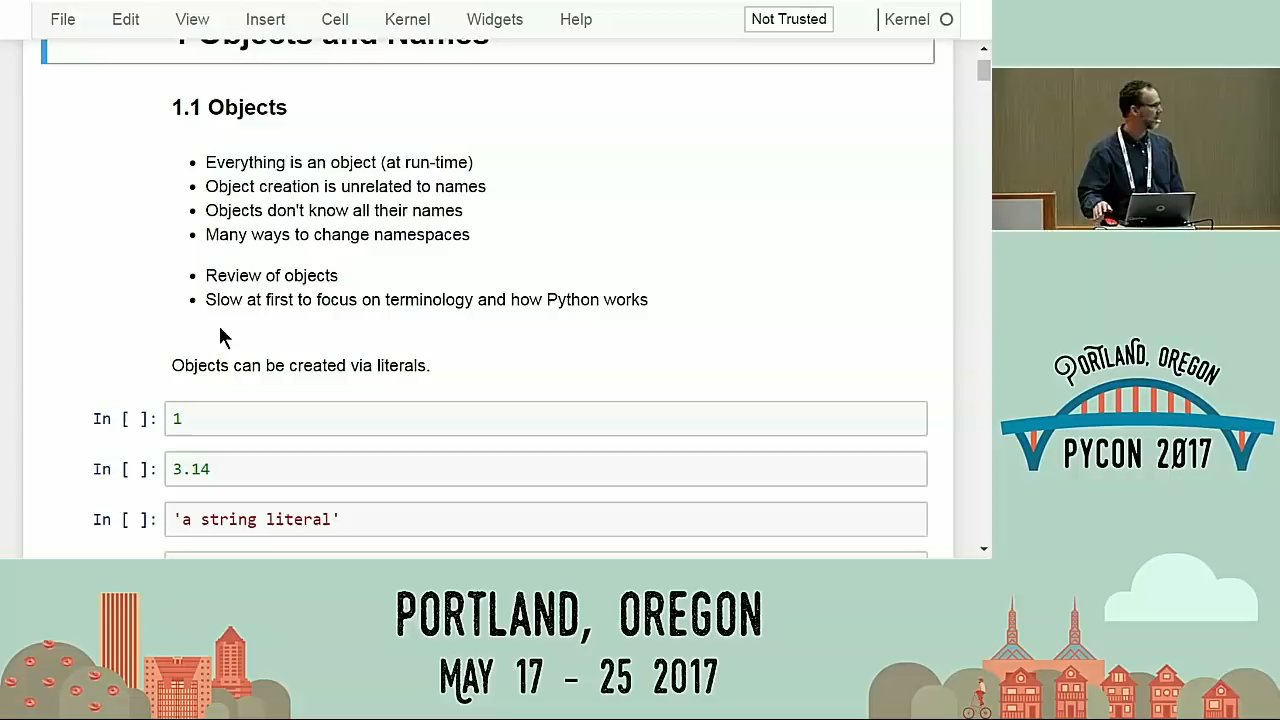 File Edit View Insert Cell Kernel Widgets Help Not Trusted Kernel
1 Objects and Names
1.1 Objects
Everything is an object (at run-time)
Object creation is unrelated to names
Objects don't know all their names
Many ways to change namespaces
Review of objects
Slow at first to focus on terminology and how Python works
Objects can be created via literals.
In [ ]: 1
In [ ]: 3.14
In [ ]: 'a string literal'
PORTLAND, OREGON
PYCON 2017
PORTLAND, OREGON
MAY 17 - 25 2017